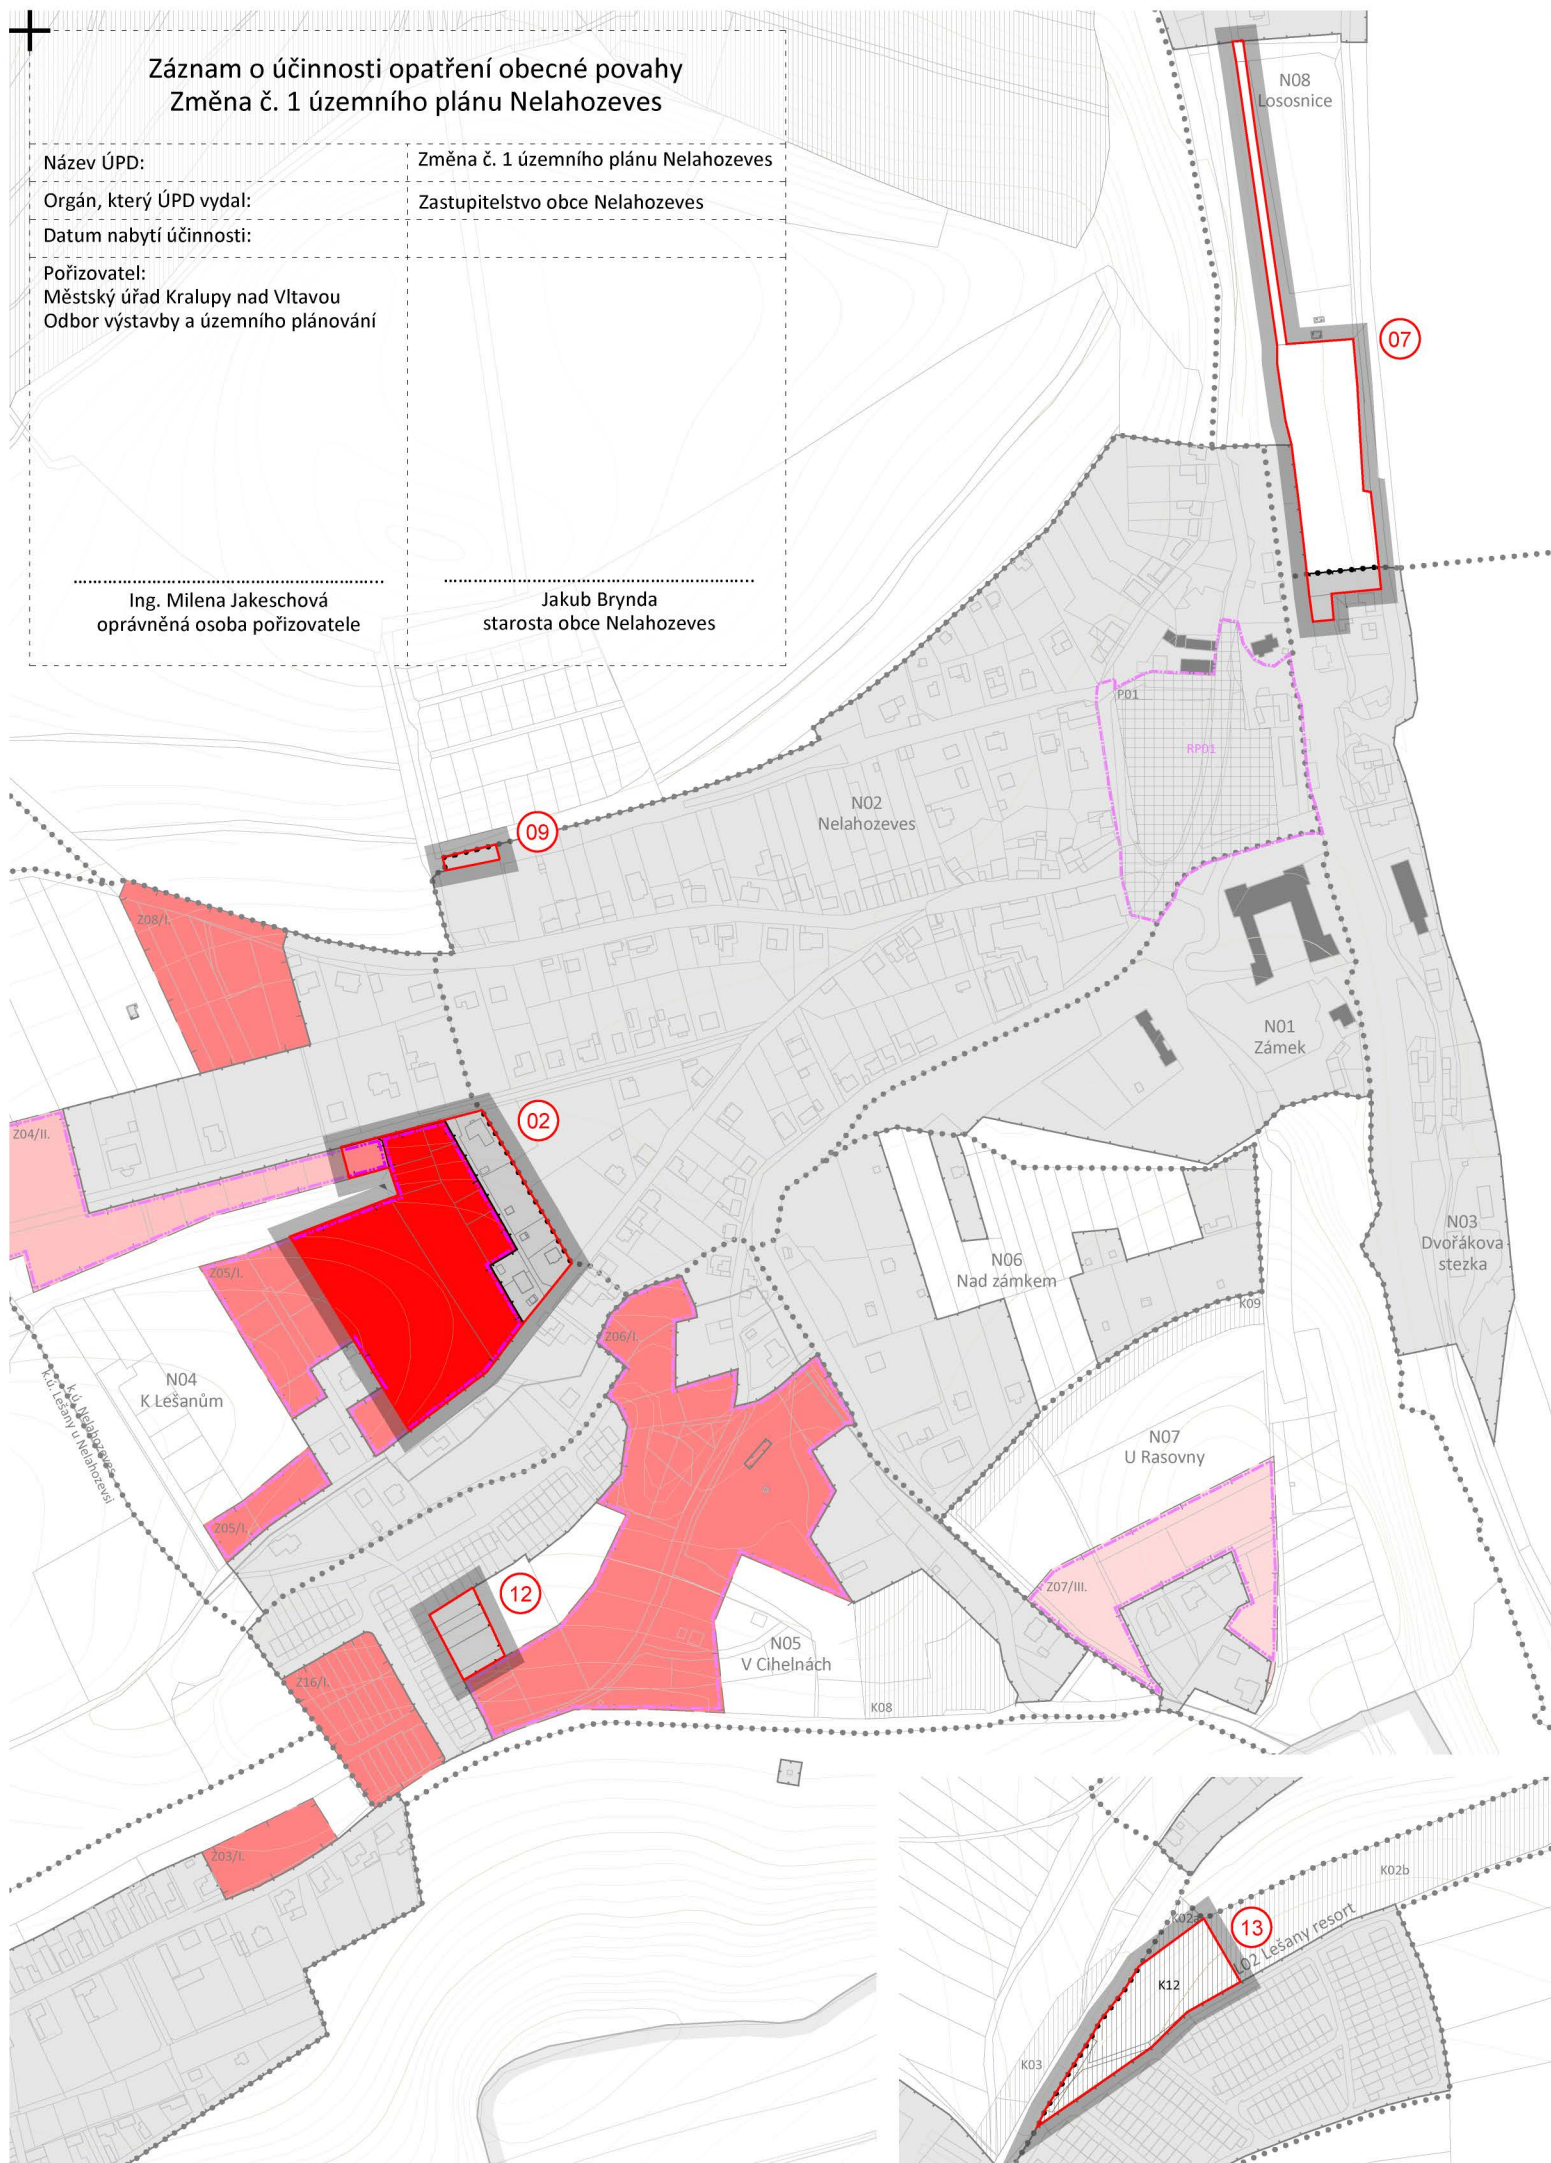 Záznam o účinnosti opatření obecné povahy
Změna č. 1 územního plánu Nelahozeves
Název ÚPD:
Změna č. 1 územního plánu Nelahozeves
Orgán, který ÚPD vydal:
Zastupitelstvo obce Nelahozeves
Datum nabytí účinnosti:
Pořizovatel:
Městský úřad Kralupy nad Vltavou
Odbor výstavby a územního plánování
Ing. Milena Jakeschová
oprávněná osoba pořizovatele
Jakub Brynda
starosta obce Nelahozeves
N08
Lososnice
07
P01
RP01
N02
Nelahozeves
09
Z08/I.
N01
Zámek
02
Z04/II.
N03
Dvořákova
stezka
N06
Nad zámkem
Z05/I.
K09
Z06/I.
N04
K Lešanům
k.ú. Nelahozeves
k.ú. Lešany u Nelahozevsi
N07
U Rasovny
Z05/I.
Z07/III.
12
N05
V Cihelnách
Z16/I.
K08
Z03/I.
K02b
K02a
13
L02 Lešany resort
K12
K03